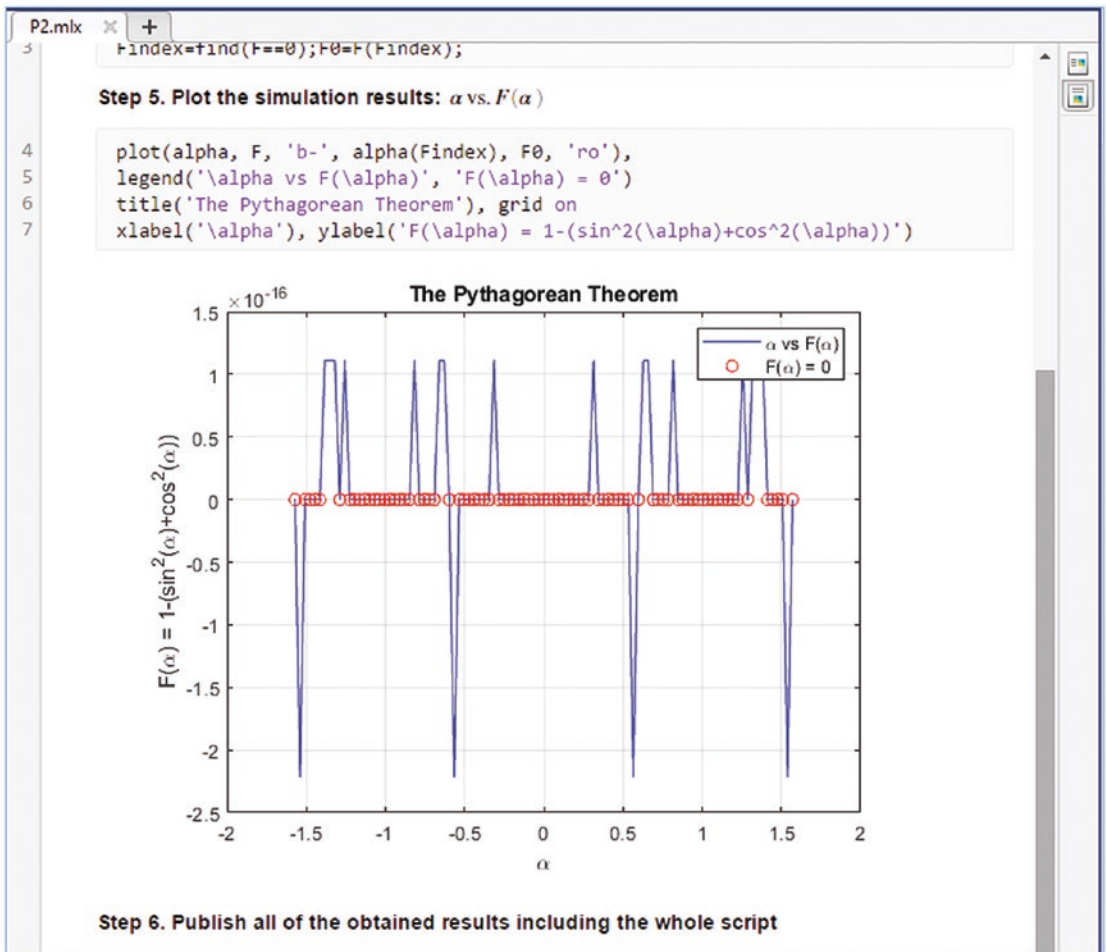 P2.mlx × +
3 Findex=find(F==0);F0=F(Findex);
Step 5. Plot the simulation results: α vs. F(α)
4 plot(alpha, F, 'b-', alpha(Findex), F0, 'ro'),
5 legend('\alpha vs F(\alpha)', 'F(\alpha) = 0')
6 title('The Pythagorean Theorem'), grid on
7 xlabel('\alpha'), ylabel('F(\alpha) = 1-(sin^2(\alpha)+cos^2(\alpha))')
The Pythagorean Theorem
×10⁻¹⁶
α vs F(α)
F(α) = 0
1.5
1
0.5
0
-0.5
-1
-1.5
-2
-2.5
F(α) = 1-(sin²(α)+cos²(α))
-2 -1.5 -1 -0.5 0 0.5 1 1.5 2
α
Step 6. Publish all of the obtained results including the whole script